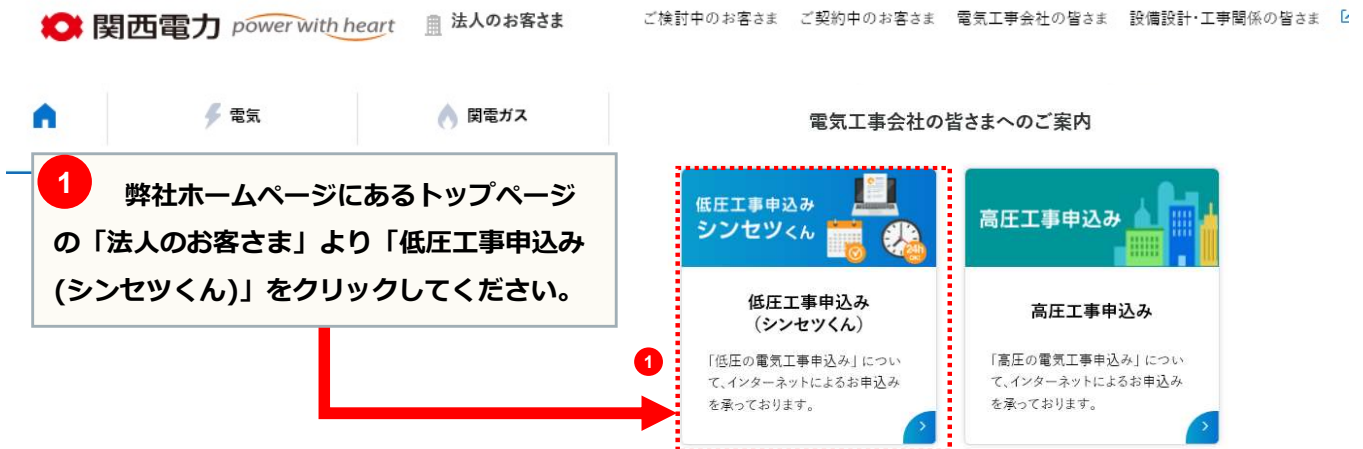 関西電力 power with heart 法人のお客さま
ご検討中のお客さま ご契約中のお客さま 電気工事会社の皆さま 設備設計・工事関係の皆さま
電気 関電ガス
電気工事会社の皆さまへのご案内
1 弊社ホームページにあるトップページ
の「法人のお客さま」より「低圧工事申込み
(シンセツくん)」をクリックしてください。
低圧工事申込み
シンセツくん
24h
低圧工事申込み
（シンセツくん）
1
「低圧の電気工事申込み」につい
て、インターネットによるお申込み
を承っております。
高圧工事申込み
高圧工事申込み
「高圧の電気工事申込み」につい
て、インターネットによるお申込み
を承っております。